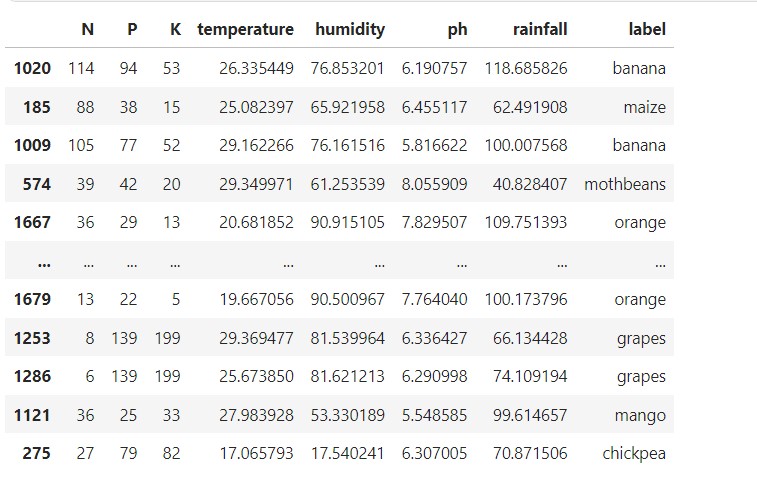 N P K temperature humidity ph rainfall label
1020 114 94 53 26.335449 76.853201 6.190757 118.685826 banana
185 88 38 15 25.082397 65.921958 6.455117 62.491908 maize
1009 105 77 52 29.162266 76.161516 5.816622 100.007568 banana
574 39 42 20 29.349971 61.253539 8.055909 40.828407 mothbeans
1667 36 29 13 20.681852 90.915105 7.829507 109.751393 orange
... ... ... ... ... ... ... ... ...
1679 13 22 5 19.667056 90.500967 7.764040 100.173796 orange
1253 8 139 199 29.369477 81.539964 6.336427 66.134428 grapes
1286 6 139 199 25.673850 81.621213 6.290998 74.109194 grapes
1121 36 25 33 27.983928 53.330189 5.548585 99.614657 mango
275 27 79 82 17.065793 17.540241 6.307005 70.871506 chickpea